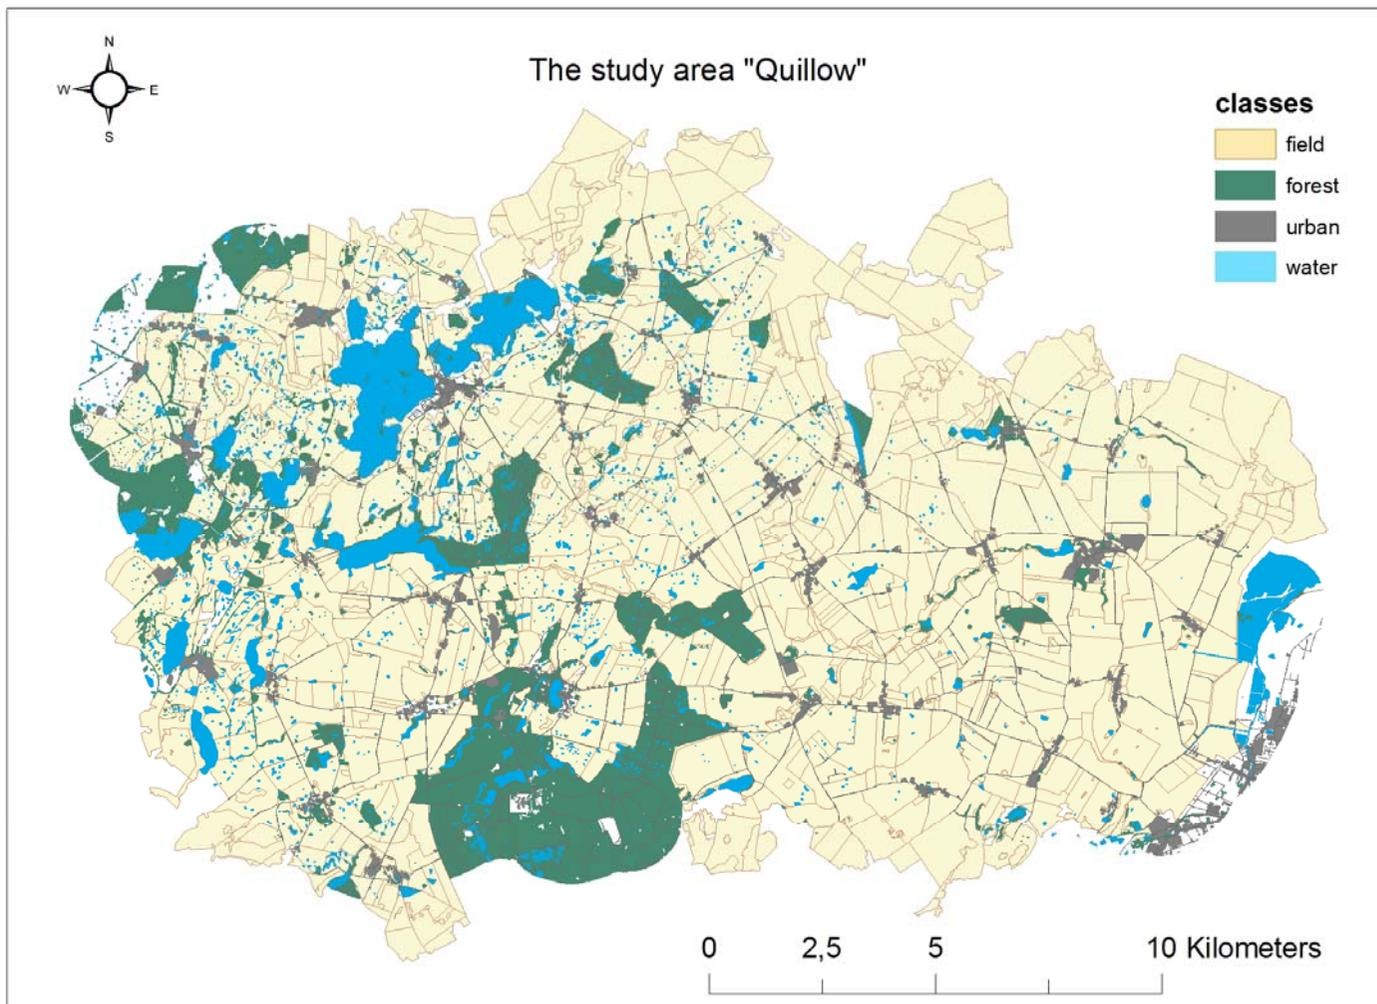 N
W E
S
The study area "Quillow"
classes
field
forest
urban
water
0 2,5 5 10 Kilometers